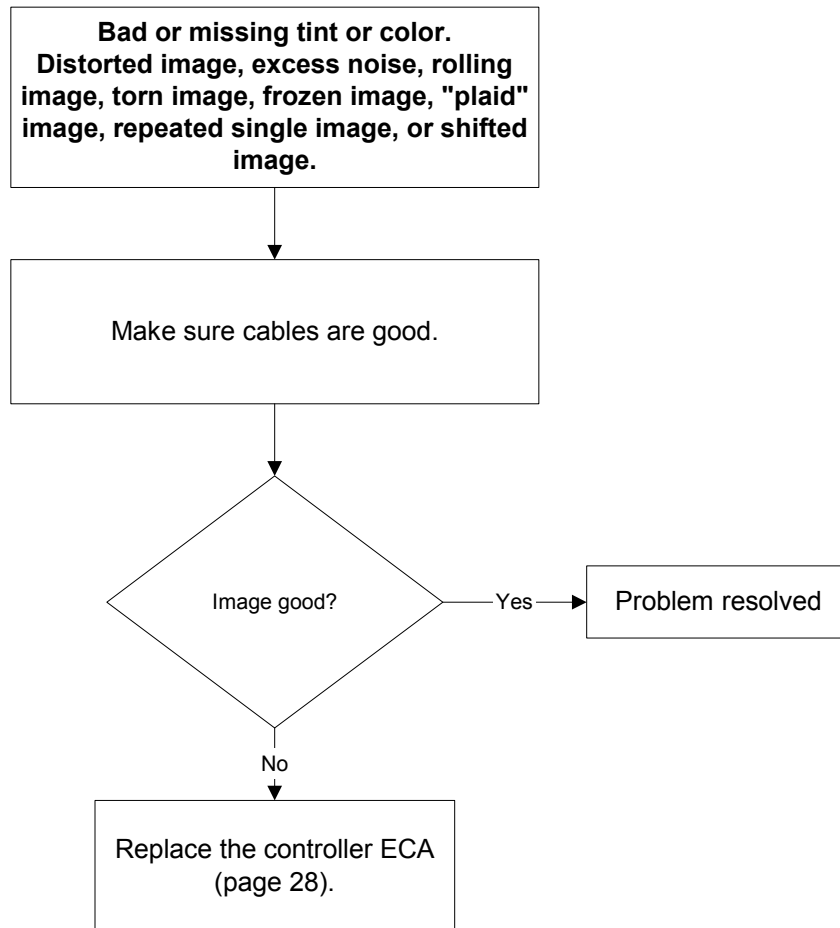 Bad or missing tint or color.
Distorted image, excess noise, rolling
image, torn image, frozen image, "plaid"
image, repeated single image, or shifted
image.
Make sure cables are good.
Image good?
Yes
Problem resolved
No
Replace the controller ECA
(page 28).